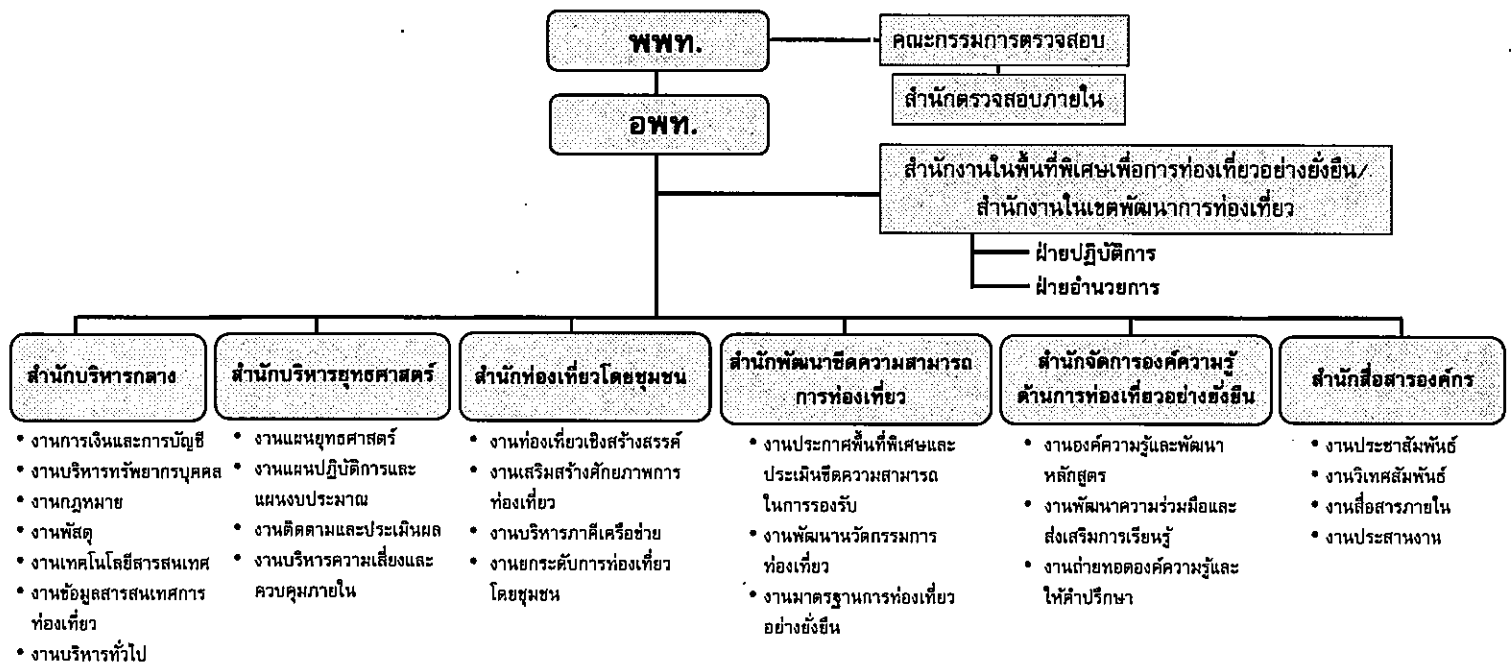 พพท.
คณะกรรมการตรวจสอบ
สำนักตรวจสอบภายใน
อพท.
สำนักงานในพื้นที่พิเศษเพื่อการท่องเที่ยวอย่างยั่งยืน/
สำนักงานในเขตพัฒนาการท่องเที่ยว
ฝ่ายปฏิบัติการ
ฝ่ายอำนวยการ
สำนักบริหารกลาง
• งานการเงินและการบัญชี
• งานบริหารทรัพยากรบุคคล
• งานกฎหมาย
• งานพัสดุ
• งานเทคโนโลยีสารสนเทศ
• งานข้อมูลสารสนเทศการ
ท่องเที่ยว
• งานบริหารทั่วไป
สำนักบริหารยุทธศาสตร์
• งานแผนยุทธศาสตร์
• งานแผนปฏิบัติการและ
แผนงบประมาณ
• งานติดตามและประเมินผล
• งานบริหารความเสี่ยงและ
ควบคุมภายใน
สำนักท่องเที่ยวโดยชุมชน
• งานท่องเที่ยวเชิงสร้างสรรค์
• งานเสริมสร้างศักยภาพการ
ท่องเที่ยว
• งานบริหารภาคีเครือข่าย
• งานยกระดับการท่องเที่ยว
โดยชุมชน
สำนักพัฒนาขีดความสามารถ
การท่องเที่ยว
• งานประกาศพื้นที่พิเศษและ
ประเมินขีดความสามารถ
ในการรองรับ
• งานพัฒนานวัตกรรมการ
ท่องเที่ยว
• งานมาตรฐานการท่องเที่ยว
อย่างยั่งยืน
สำนักจัดการองค์ความรู้
ด้านการท่องเที่ยวอย่างยั่งยืน
• งานองค์ความรู้และพัฒนา
หลักสูตร
• งานพัฒนาความร่วมมือและ
ส่งเสริมการเรียนรู้
• งานถ่ายทอดองค์ความรู้และ
ให้คำปรึกษา
สำนักสื่อสารองค์กร
• งานประชาสัมพันธ์
• งานวิเทศสัมพันธ์
• งานสื่อสารภายใน
• งานประสานงาน